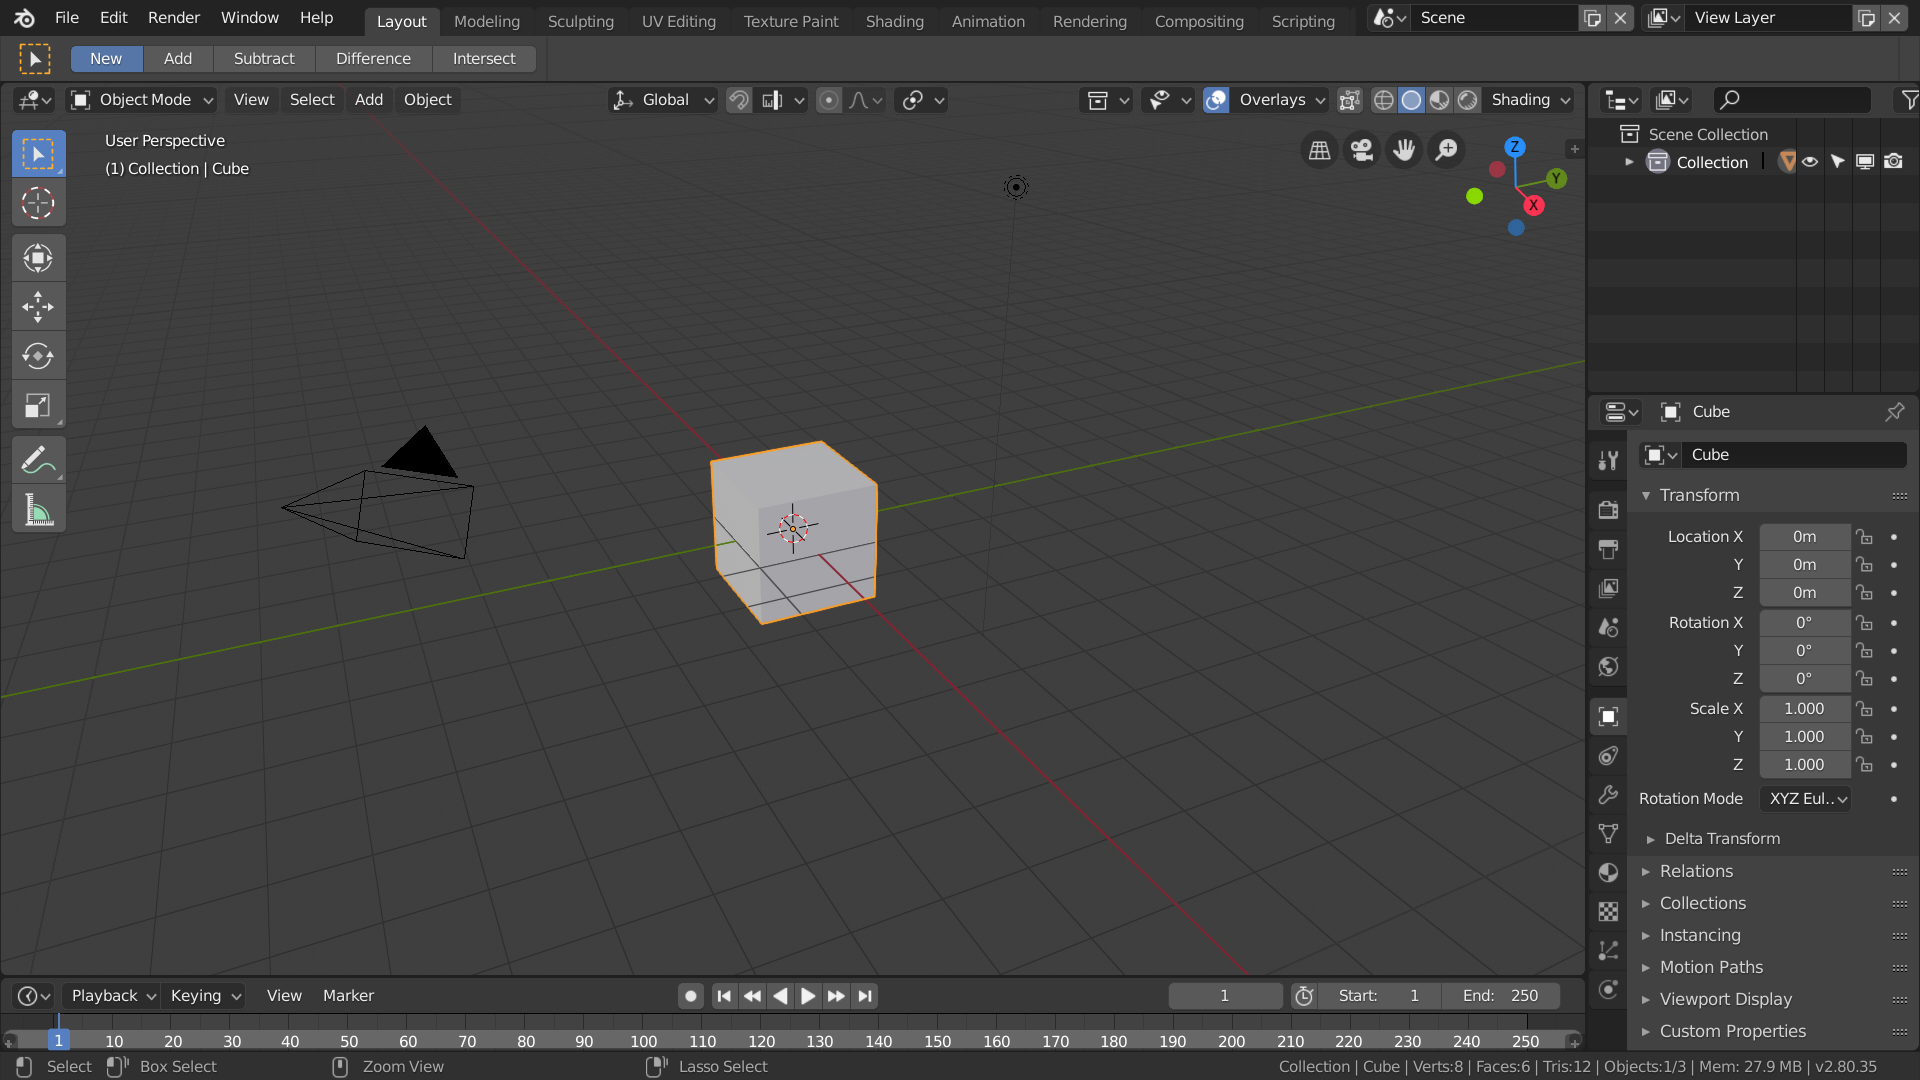 File Edit Render Window Help Layout Modeling Sculpting UV Editing Texture Paint Shading Animation Rendering Compositing Scripting Scene View Layer
New Add Subtract Difference Intersect
Object Mode View Select Add Object Global Overlays Shading
User Perspective
(1) Collection | Cube
Z
Y
X
Scene Collection
Collection
Cube
Cube
Transform
Location X 0m
Y 0m
Z 0m
Rotation X 0°
Y 0°
Z 0°
Scale X 1.000
Y 1.000
Z 1.000
Rotation Mode XYZ Eul..
Delta Transform
Relations
Collections
Instancing
Motion Paths
Viewport Display
Custom Properties
Playback Keying View Marker 1 Start: 1 End: 250
1 10 20 30 40 50 60 70 80 90 100 110 120 130 140 150 160 170 180 190 200 210 220 230 240 250
Select Box Select Zoom View Lasso Select Collection | Cube | Verts:8 | Faces:6 | Tris:12 | Objects:1/3 | Mem: 27.9 MB | v2.80.35